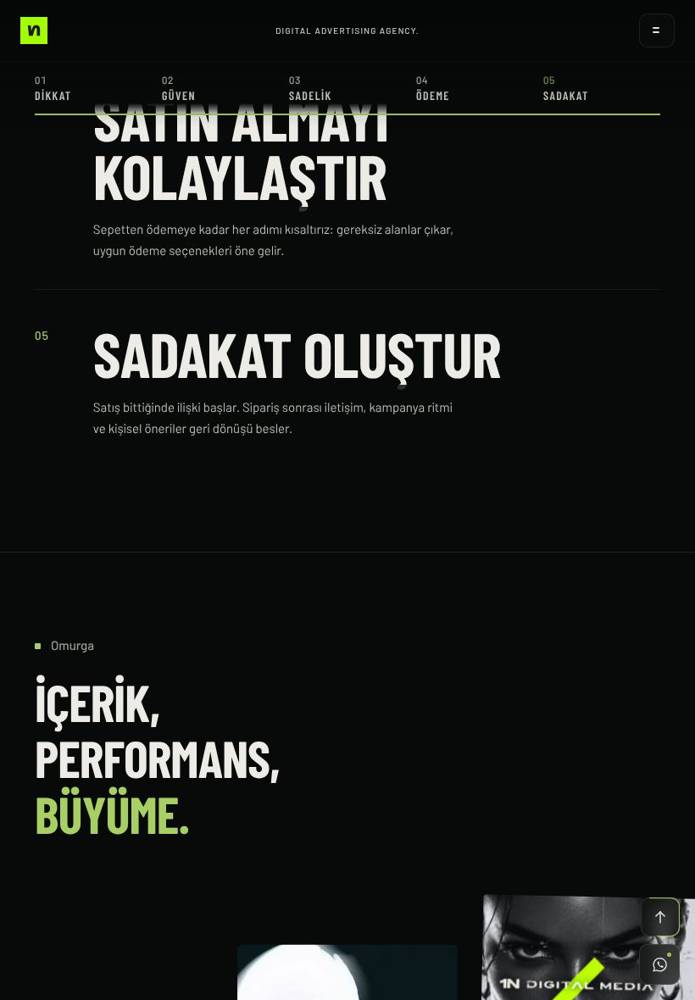 DIGITAL ADVERTISING AGENCY.
01
DİKKAT
02
GÜVEN
03
SADELİK
04
ÖDEME
05
SADAKAT
SATIN ALMAYI
KOLAYLAŞTIR
Sepetten ödemeye kadar her adımı kısaltırız: gereksiz alanlar çıkar,
uygun ödeme seçenekleri öne gelir.
05
SADAKAT OLUŞTUR
Satış bittiğinde ilişki başlar. Sipariş sonrası iletişim, kampanya ritmi
ve kişisel öneriler geri dönüşü besler.
Omurga
İÇERİK,
PERFORMANS,
BÜYÜME.
1N DIGITAL MEDIA